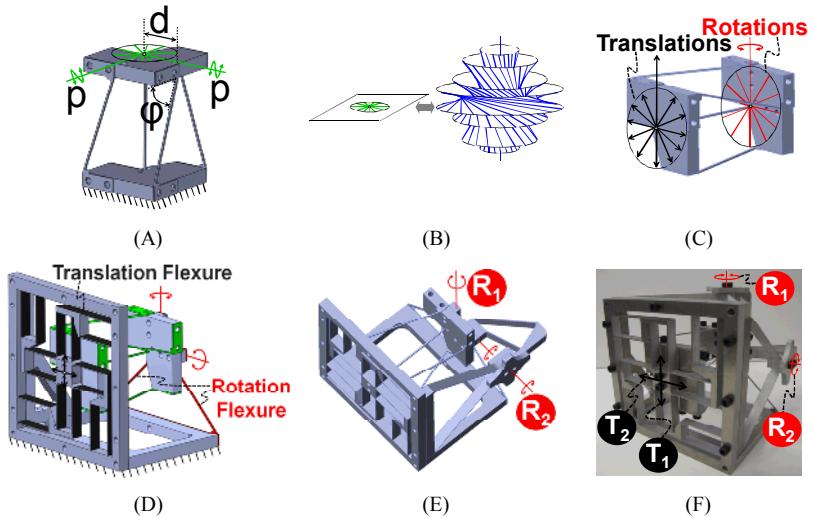 d
p
φ
p
(A)
(B)
Rotations
Translations
(C)
Translation Flexure
Rotation
Flexure
(D)
R1
R2
(E)
R1
T2
T1
R2
(F)